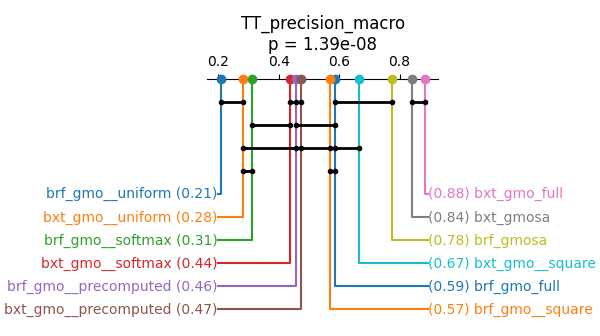 TT_precision_macro
p = 1.39e-08
0.2 0.4 0.6 0.8
brf_gmo__uniform (0.21) (0.88) bxt_gmo_full
bxt_gmo__uniform (0.28) (0.84) bxt_gmosa
brf_gmo__softmax (0.31) (0.78) brf_gmosa
bxt_gmo__softmax (0.44) (0.67) bxt_gmo__square
brf_gmo__precomputed (0.46) (0.59) brf_gmo_full
bxt_gmo__precomputed (0.47) (0.57) brf_gmo__square